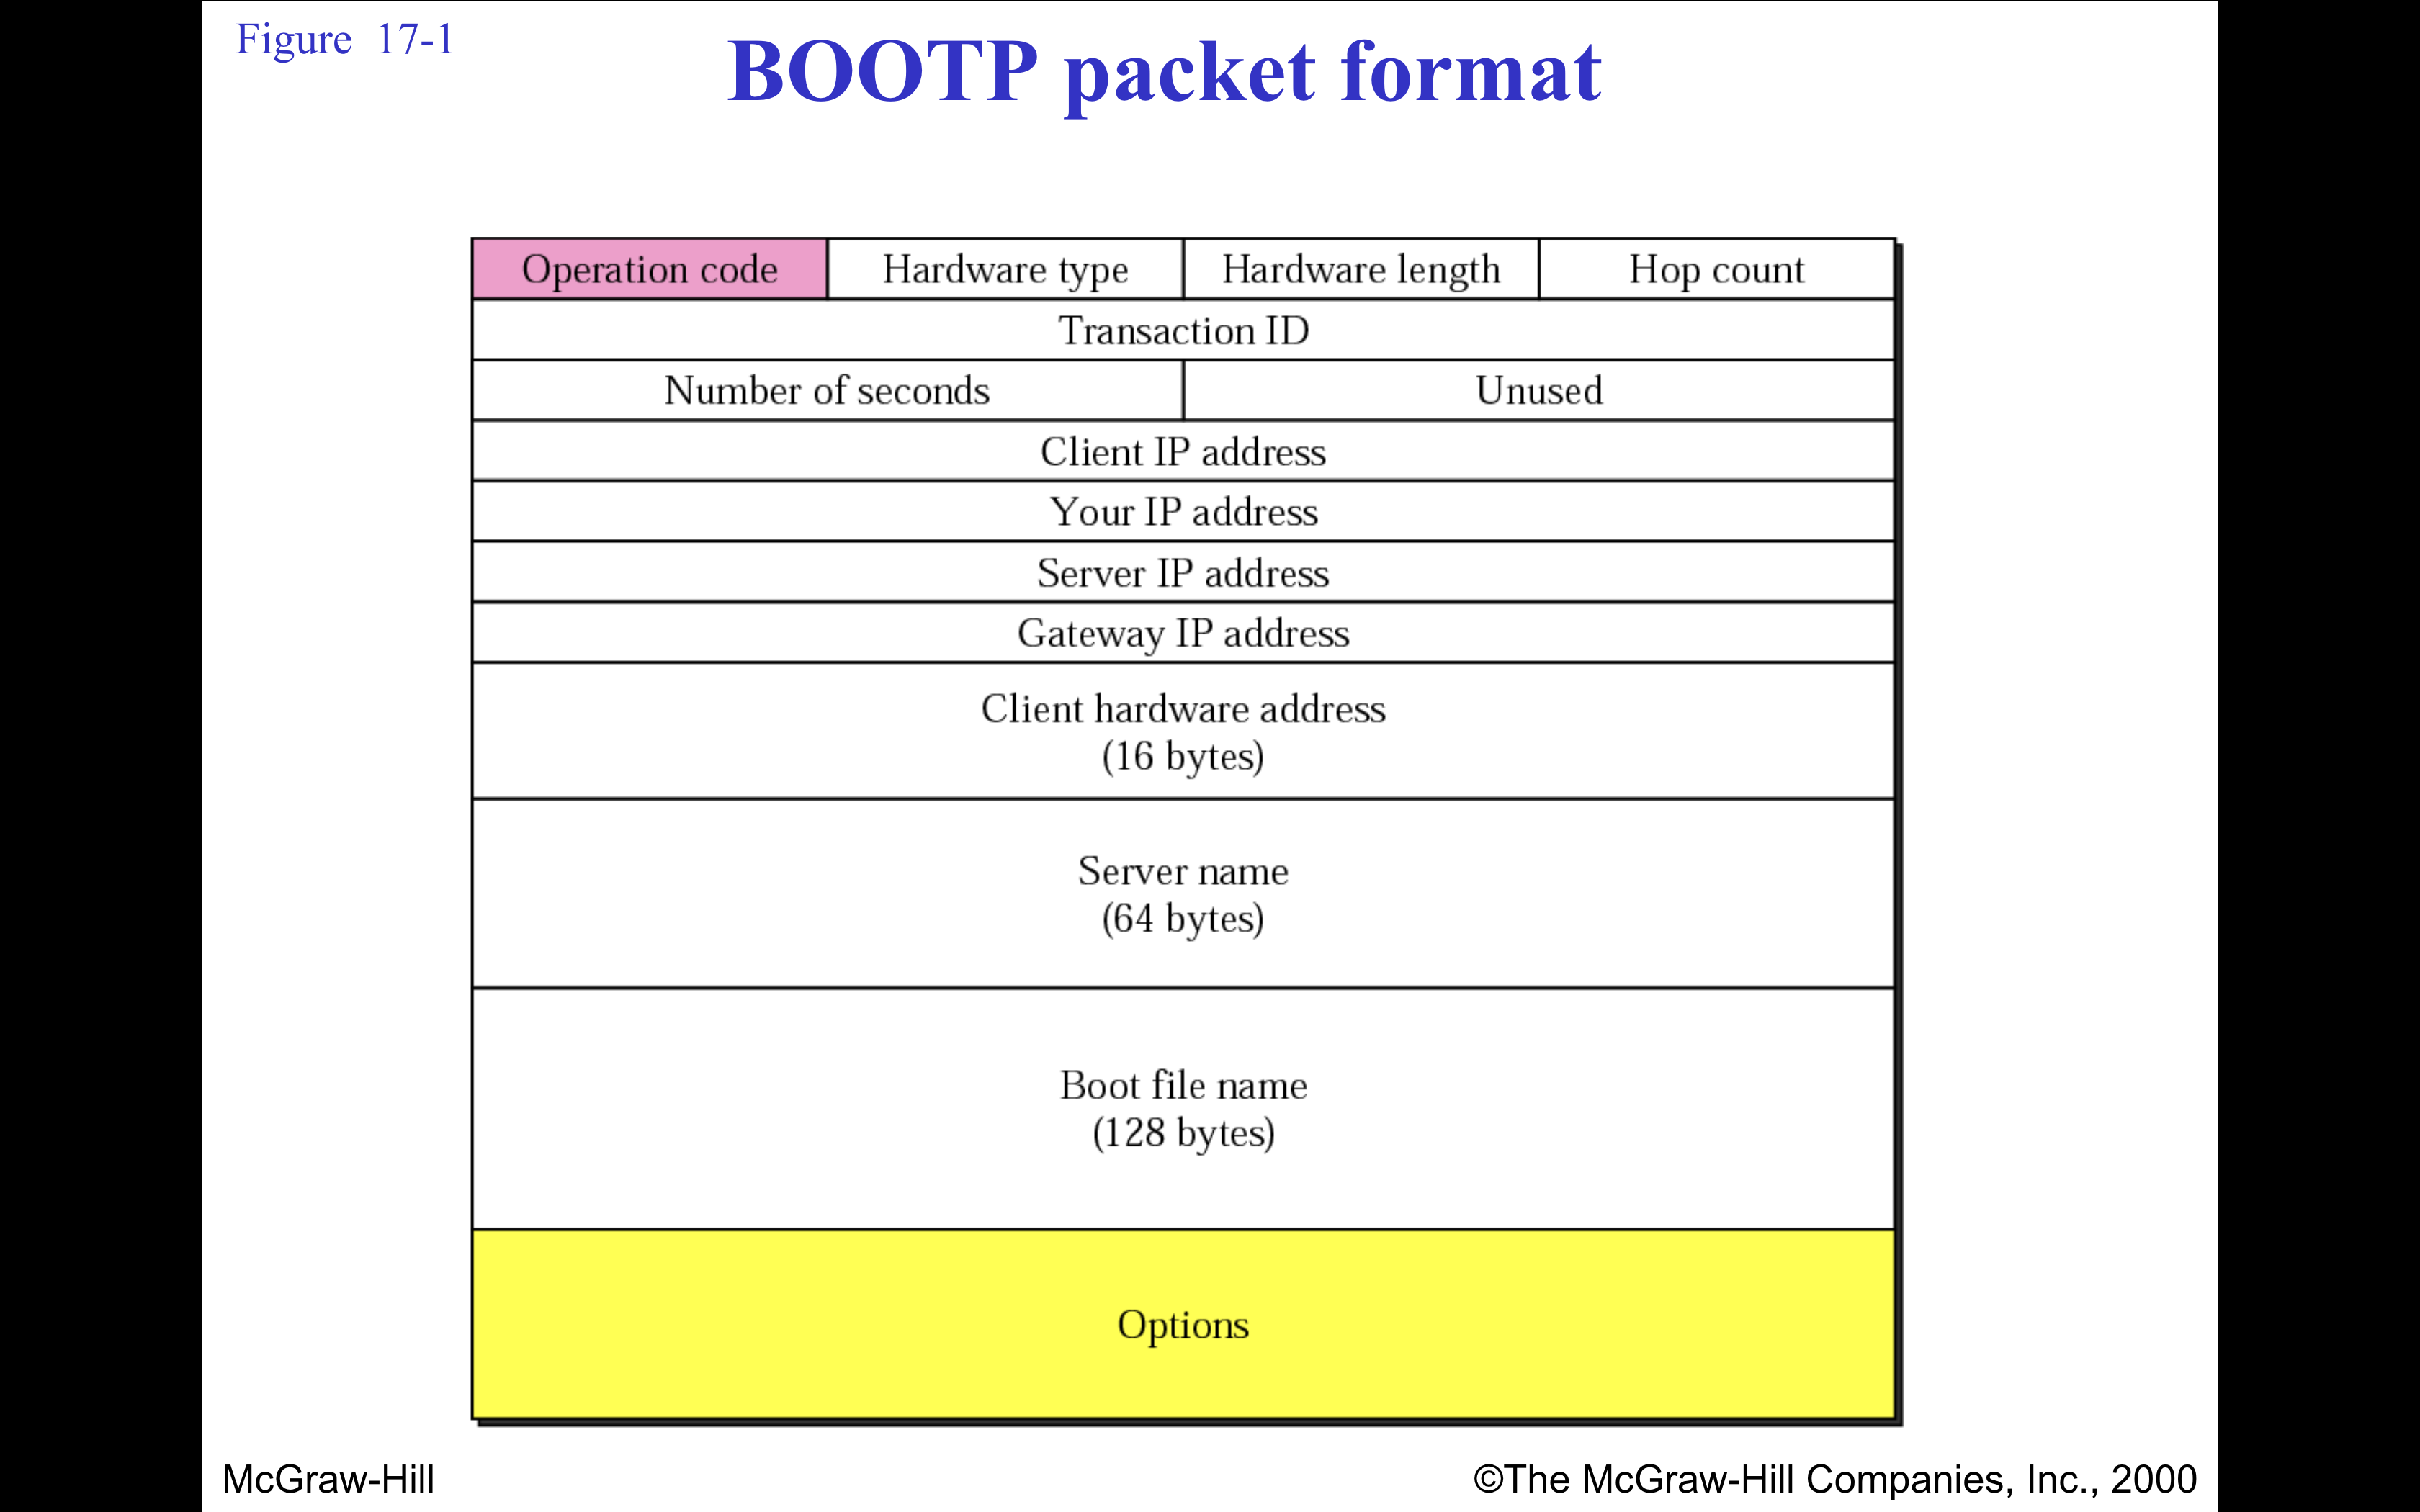 Figure 17-1
BOOTP packet format
Operation code
Hardware type
Hardware length
Hop count
Transaction ID
Number of seconds
Unused
Client IP address
Your IP address
Server IP address
Gateway IP address
Client hardware address
(16 bytes)
Server name
(64 bytes)
Boot file name
(128 bytes)
Options
McGraw-Hill
©The McGraw-Hill Companies, Inc., 2000